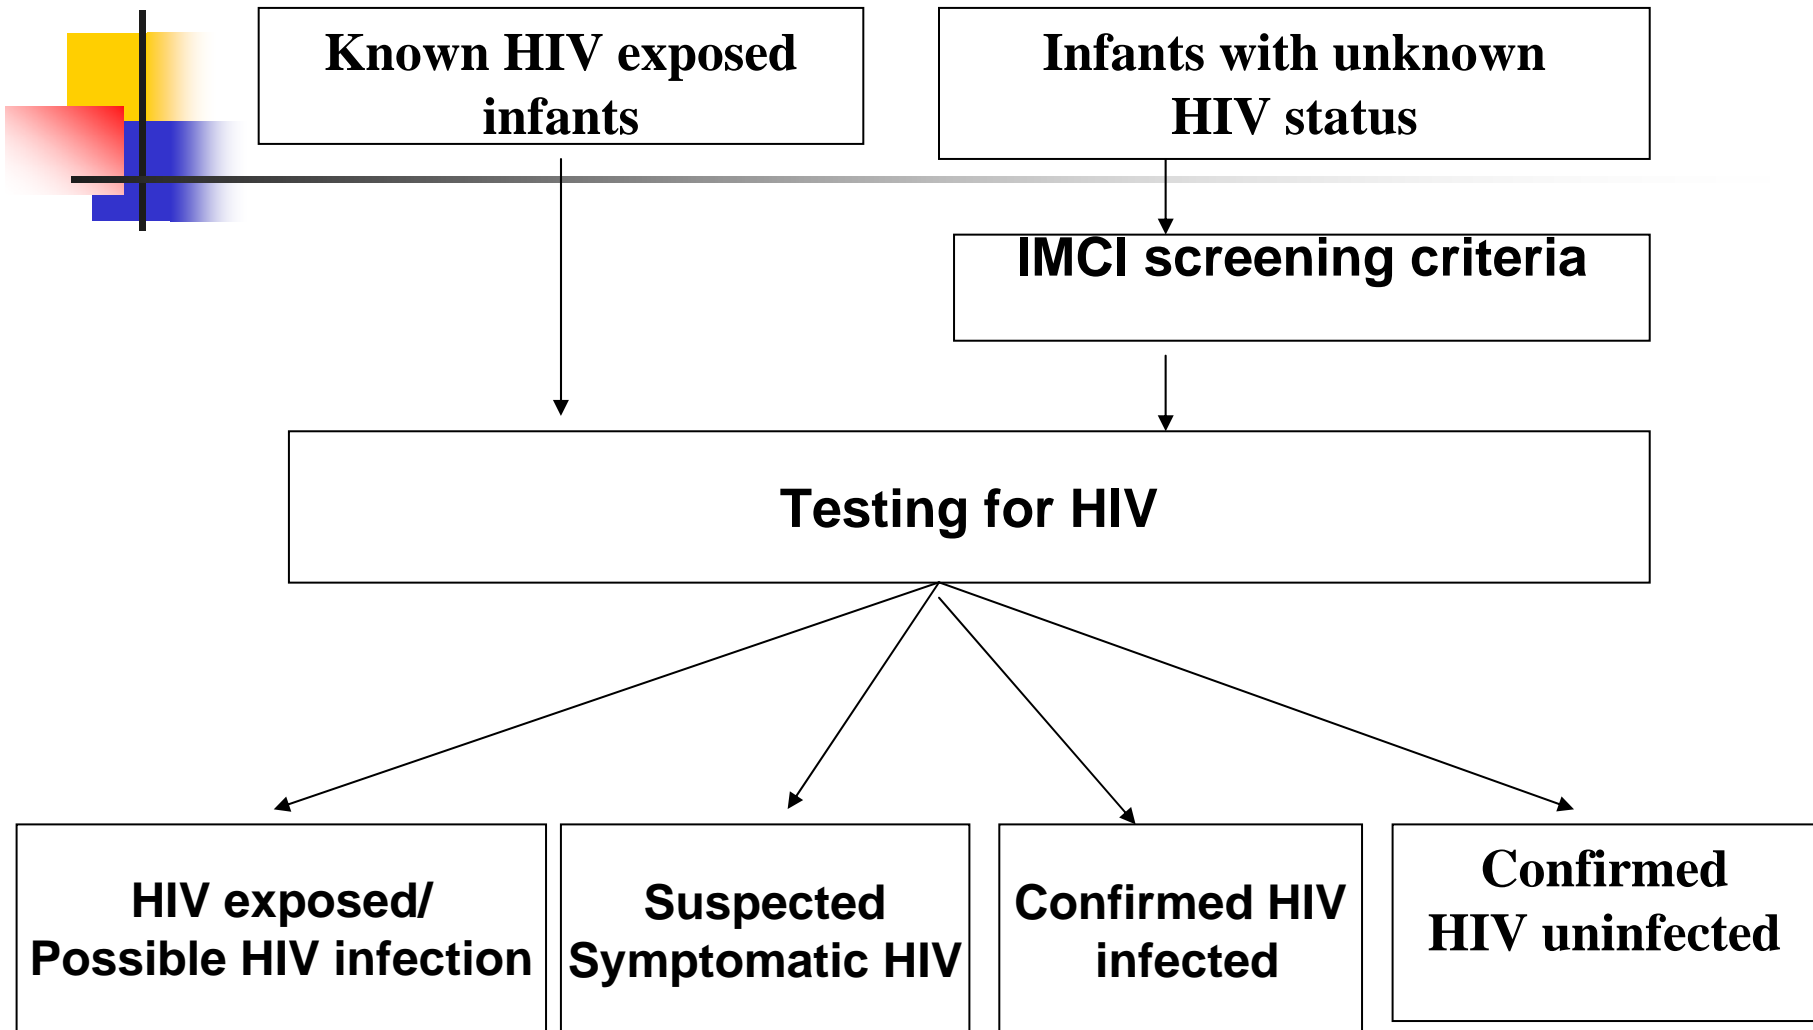 Known HIV exposed
infants
Infants with unknown
HIV status
IMCI screening criteria
Testing for HIV
HIV exposed/
Possible HIV infection
Suspected
Symptomatic HIV
Confirmed HIV
infected
Confirmed
HIV uninfected